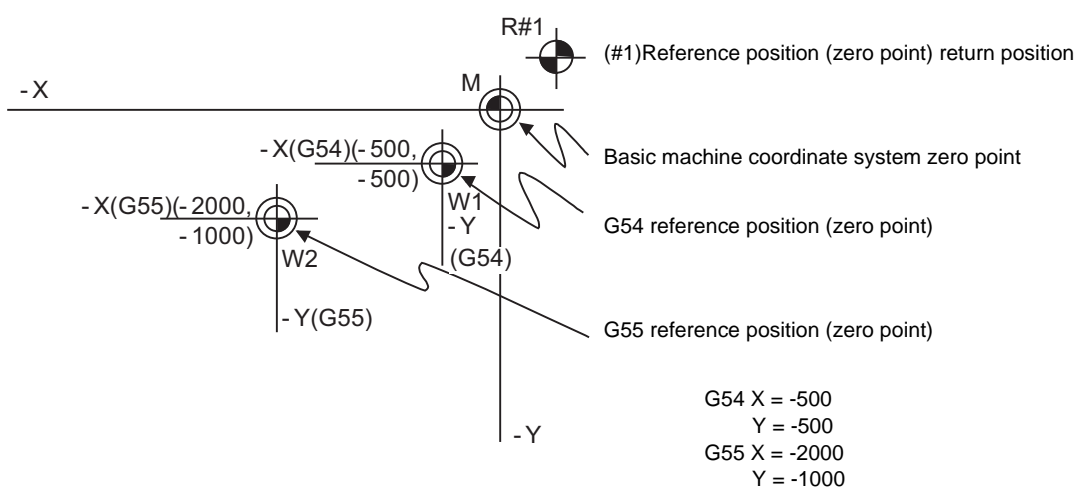 R#1
(#1)Reference position (zero point) return position
M
-X
-X(G54)(-500,
-500)
Basic machine coordinate system zero point
W1
-X(G55)(-2000,
-1000)
-Y
G54 reference position (zero point)
W2
(G54)
-Y(G55)
G55 reference position (zero point)
G54 X = -500
Y = -500
-Y
G55 X = -2000
Y = -1000